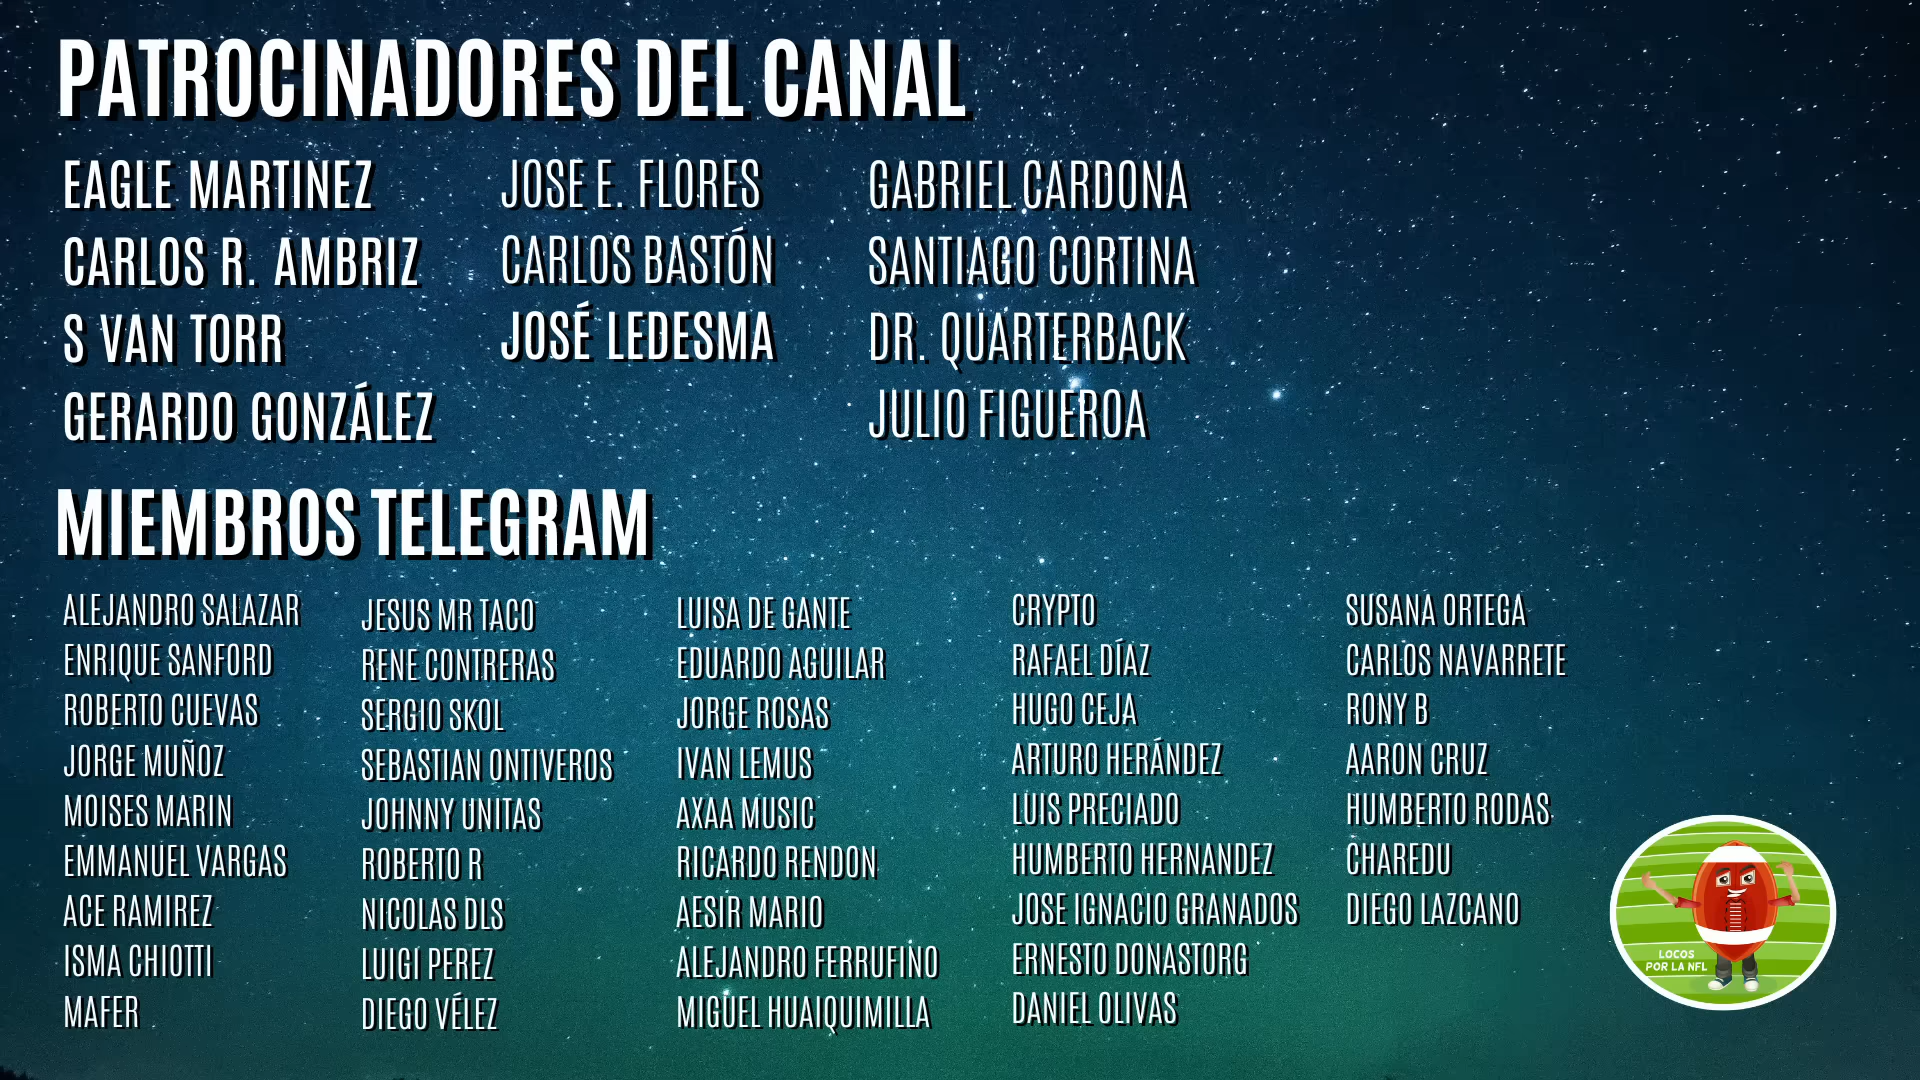 PATROCINADORES DEL CANAL
EAGLE MARTINEZ
CARLOS R. AMBRIZ
S VAN TORR
GERARDO GONZÁLEZ
JOSE E. FLORES
CARLOS BASTÓN
JOSÉ LEDESMA
GABRIEL CARDONA
SANTIAGO CORTINA
DR. QUARTERBACK
JULIO FIGUEROA
MIEMBROS TELEGRAM
ALEJANDRO SALAZAR
ENRIQUE SANFORD
ROBERTO CUEVAS
JORGE MUÑOZ
MOISES MARIN
EMMANUEL VARGAS
ACE RAMIREZ
ISMA CHIOTTI
MAFER
JESUS MR TACO
RENE CONTRERAS
SERGIO SKOL
SEBASTIAN ONTIVEROS
JOHNNY UNITAS
ROBERTO R
NICOLAS DLS
LUIGI PEREZ
DIEGO VÉLEZ
LUISA DE GANTE
EDUARDO AGUILAR
JORGE ROSAS
IVAN LEMUS
AXAA MUSIC
RICARDO RENDON
AESIR MARIO
ALEJANDRO FERRUFINO
MIGUEL HUAIQUIMILLA
CRYPTO
RAFAEL DÍAZ
HUGO CEJA
ARTURO HERÁNDEZ
LUIS PRECIADO
HUMBERTO HERNANDEZ
JOSE IGNACIO GRANADOS
ERNESTO DONASTORG
DANIEL OLIVAS
SUSANA ORTEGA
CARLOS NAVARRETE
RONY B
AARON CRUZ
HUMBERTO RODAS
CHAREDU
DIEGO LAZCANO
LOCOS
POR LA NFL